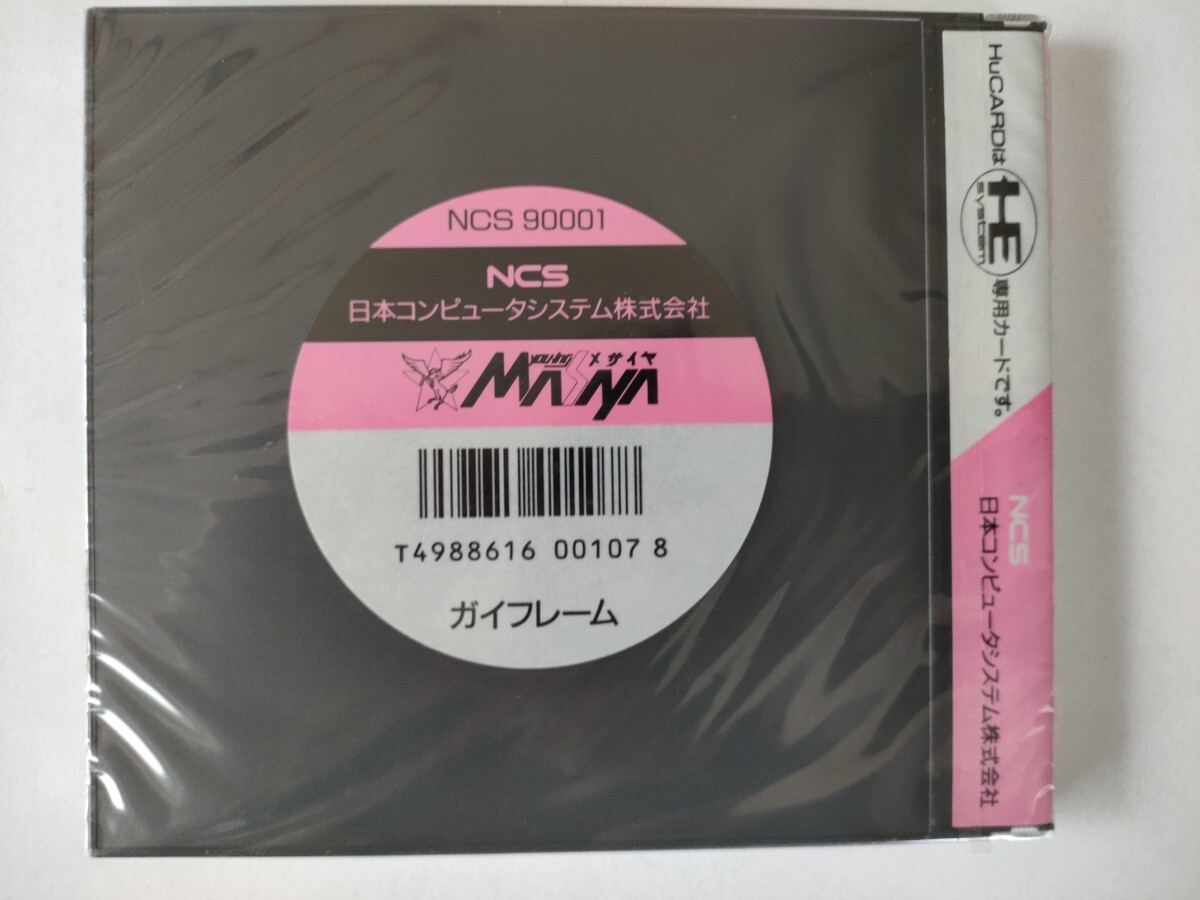 NCS 90001
NCS
日本コンピュータシステム株式会社
young メサイヤ
MASAYA
T4988616 00107 8
ガイフレーム
HuCARDは HE system 専用カードです。
NCS
日本コンピュータシステム株式会社